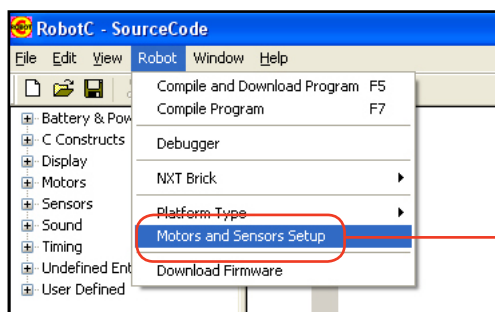 RobotC - SourceCode
File Edit View Robot Window Help
Compile and Download Program F5
Compile Program F7
Debugger
NXT Brick
Platform Type
Motors and Sensors Setup
Download Firmware
Battery & Pow
C Constructs
Display
Motors
Sensors
Sound
Timing
Undefined Ent
User Defined